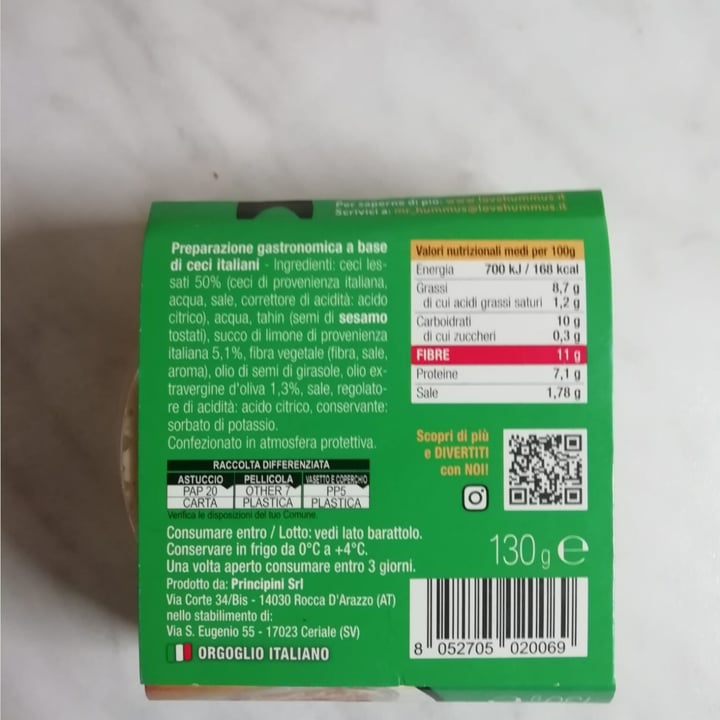 Per saperne di più: www.lovehummus.it
Scrivici a: mr_hummus@lovehummus.it
Preparazione gastronomica a base
di ceci italiani - Ingredienti: ceci les-
sati 50% (ceci di provenienza italiana,
acqua, sale, correttore di acidità: acido
citrico), acqua, tahin (semi di sesamo
tostati), succo di limone di provenienza
italiana 5,1%, fibra vegetale (fibra, sale,
aroma), olio di semi di girasole, olio ex-
travergine d'oliva 1,3%, sale, regolato-
re di acidità: acido citrico, conservante:
sorbato di potassio.
Confezionato in atmosfera protettiva.
RACCOLTA DIFFERENZIATA
ASTUCCIO PELLICOLA VASETTO E COPERCHIO
PAP 20 OTHER 7 PP5
CARTA PLASTICA PLASTICA
Verifica le disposizioni del tuo Comune.
Consumare entro / Lotto: vedi lato barattolo.
Conservare in frigo da 0°C a +4°C.
Una volta aperto consumare entro 3 giorni.
Prodotto da: Principini Srl
Via Corte 34/Bis - 14030 Rocca D'Arazzo (AT)
nello stabilimento di:
Via S. Eugenio 55 - 17023 Ceriale (SV)
ORGOGLIO ITALIANO
Valori nutrizionali medi per 100g
Energia 700 kJ / 168 kcal
Grassi 8,7 g
di cui acidi grassi saturi 1,2 g
Carboidrati 10 g
di cui zuccheri 0,3 g
FIBRE 11 g
Proteine 7,1 g
Sale 1,78 g
Scopri di più
e DIVERTITI
con NOI!
130 g ℮
8 052705 020069